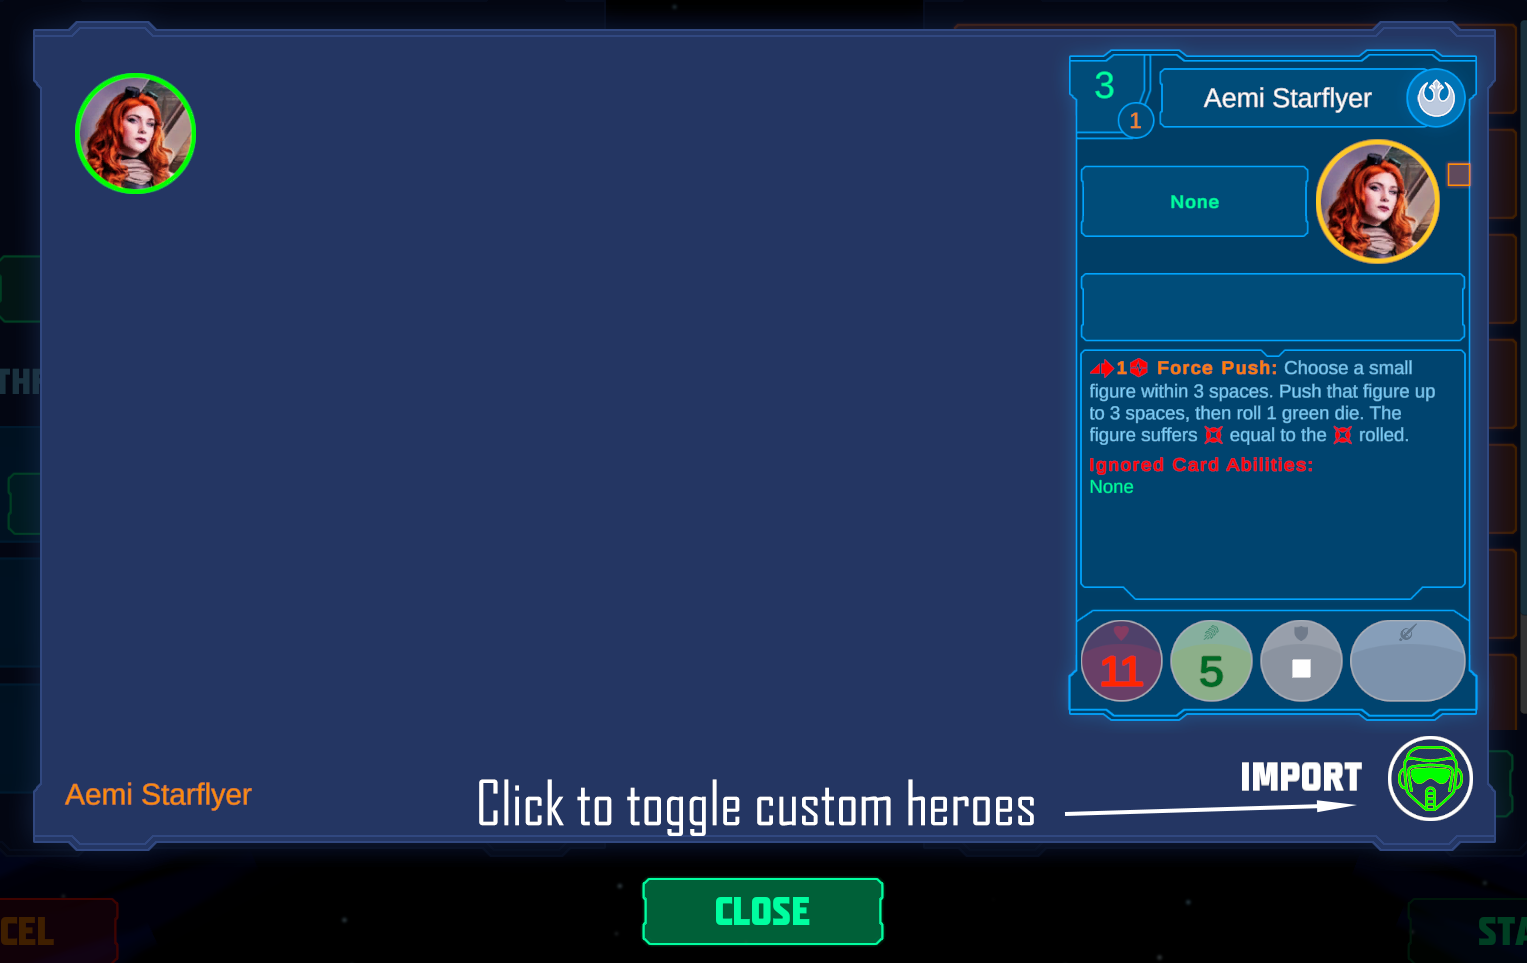 3
Aemi Starflyer
1
None
1 Force Push: Choose a small
figure within 3 spaces. Push that figure up
to 3 spaces, then roll 1 green die. The
figure suffers equal to the rolled.
Ignored Card Abilities:
None
11
5
Aemi Starflyer
Click to toggle custom heroes
IMPORT
CLOSE
CEL
STA